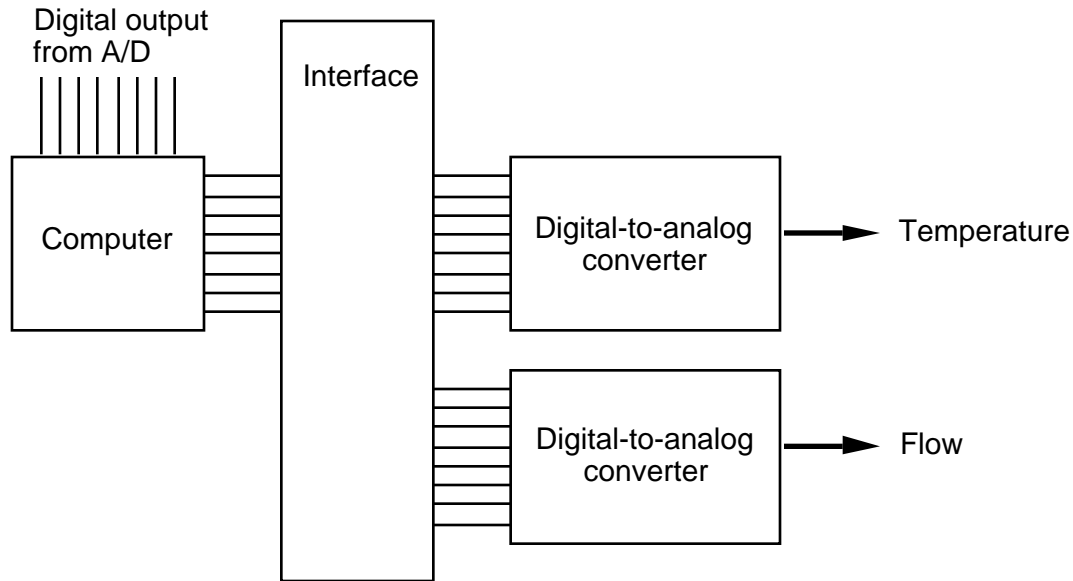 Digital output
from A/D
Interface
Computer
Digital-to-analog
converter
Temperature
Digital-to-analog
converter
Flow